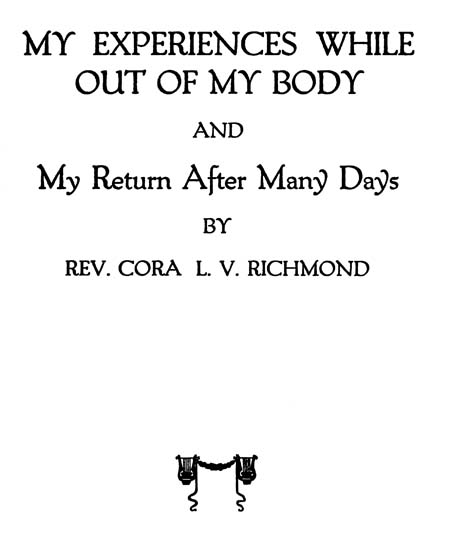 MY EXPERIENCES WHILE
OUT OF MY BODY
AND
My Return After Many Days
BY
REV. CORA L. V. RICHMOND